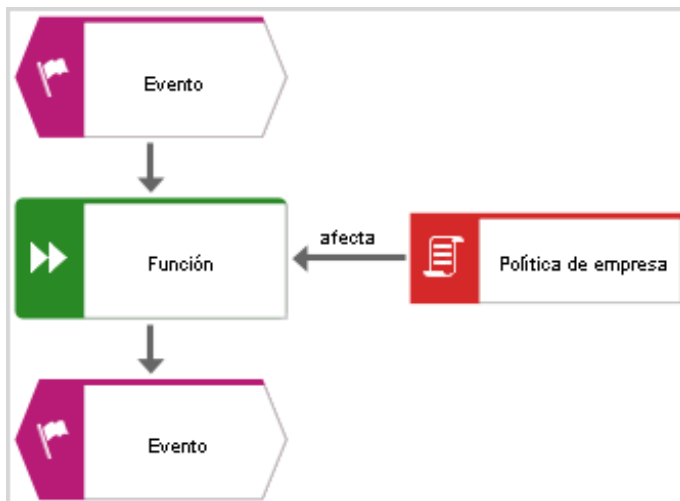 Evento
Función
afecta
Política de empresa
Evento